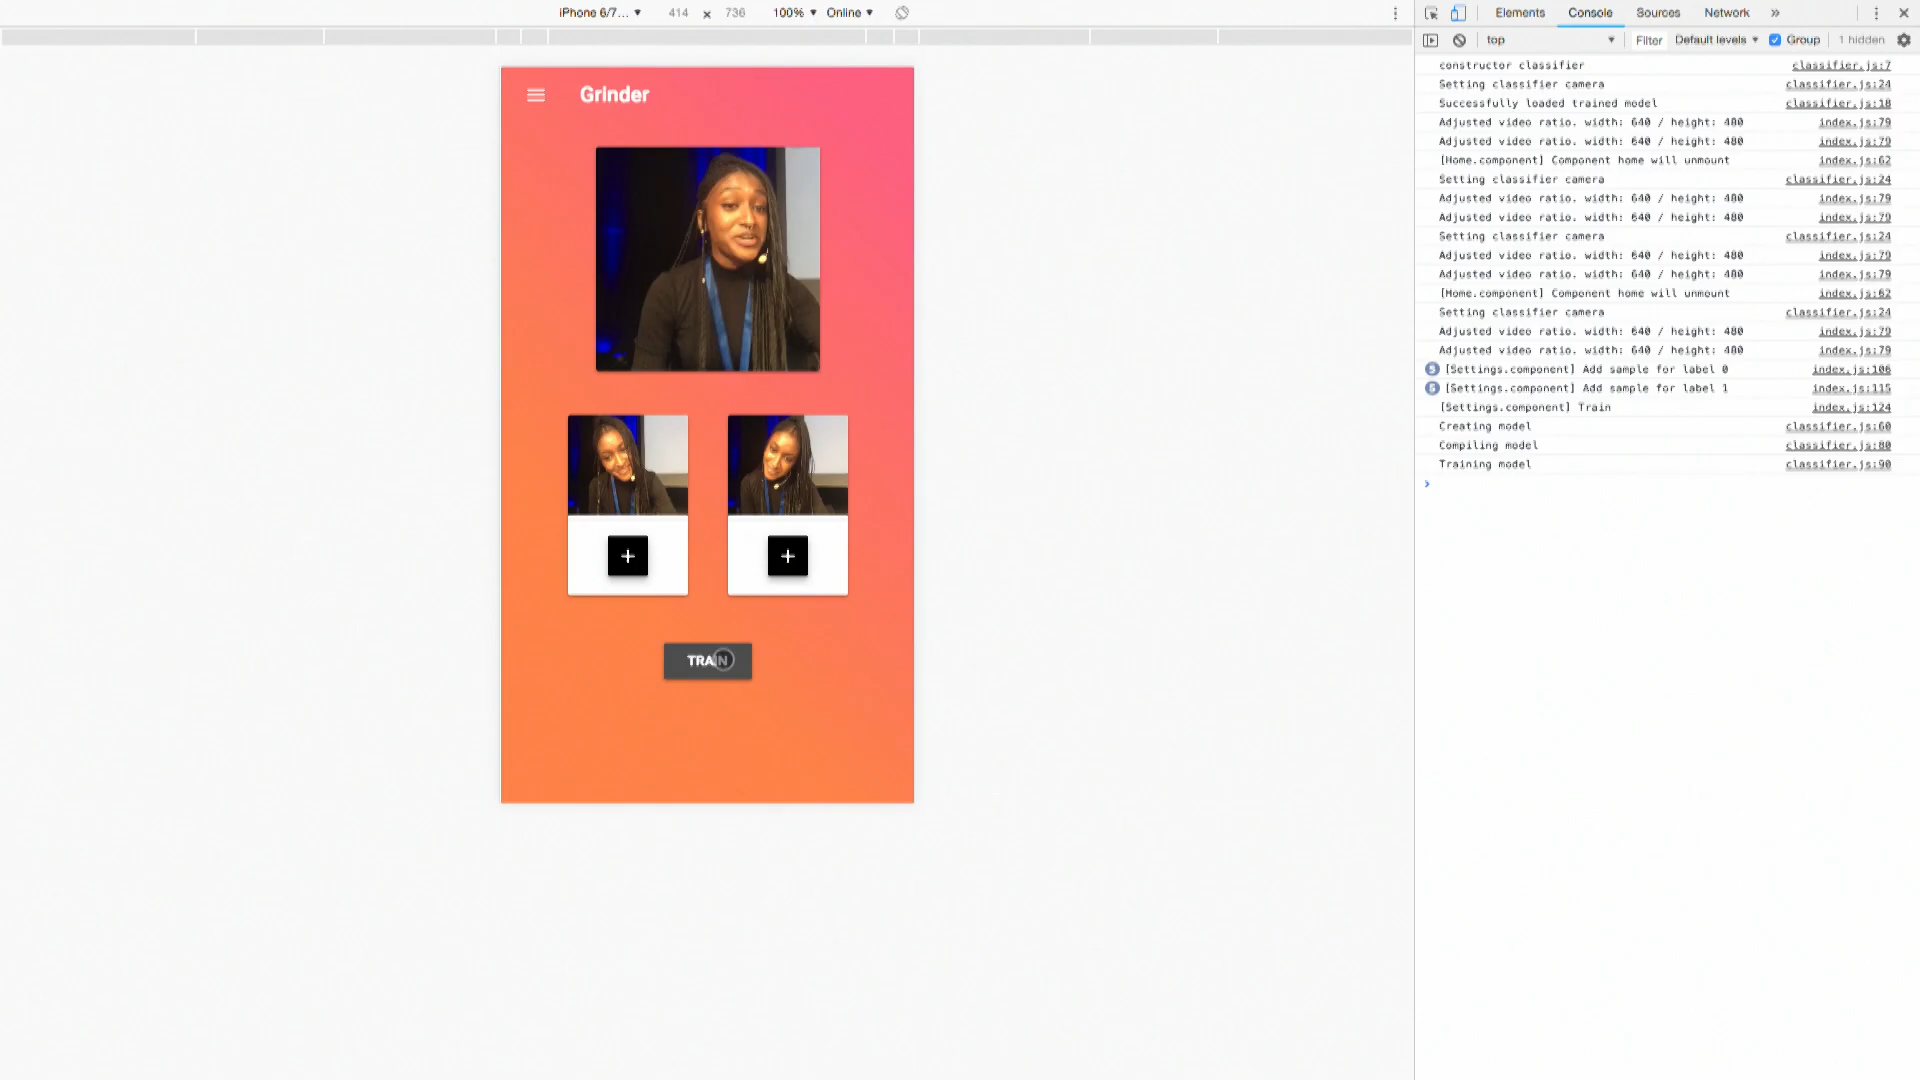 iPhone 6/7... ▼ 414 x 736 100% ▼ Online ▼
Elements Console Sources Network »
top ▼ Filter Default levels ▼ Group 1 hidden
GrInder
TRAIN
constructor classifier classifier.js:7
Setting classifier camera classifier.js:24
Successfully loaded trained model classifier.js:18
Adjusted video ratio. width: 640 / height: 480 index.js:79
Adjusted video ratio. width: 640 / height: 480 index.js:79
[Home.component] Component home will unmount index.js:62
Setting classifier camera classifier.js:24
Adjusted video ratio. width: 640 / height: 480 index.js:79
Adjusted video ratio. width: 640 / height: 480 index.js:79
Setting classifier camera classifier.js:24
Adjusted video ratio. width: 640 / height: 480 index.js:79
Adjusted video ratio. width: 640 / height: 480 index.js:79
[Home.component] Component home will unmount index.js:62
Setting classifier camera classifier.js:24
Adjusted video ratio. width: 640 / height: 480 index.js:79
Adjusted video ratio. width: 640 / height: 480 index.js:79
5 [Settings.component] Add sample for label 0 index.js:106
5 [Settings.component] Add sample for label 1 index.js:115
[Settings.component] Train index.js:124
Creating model classifier.js:60
Compiling model classifier.js:80
Training model classifier.js:90